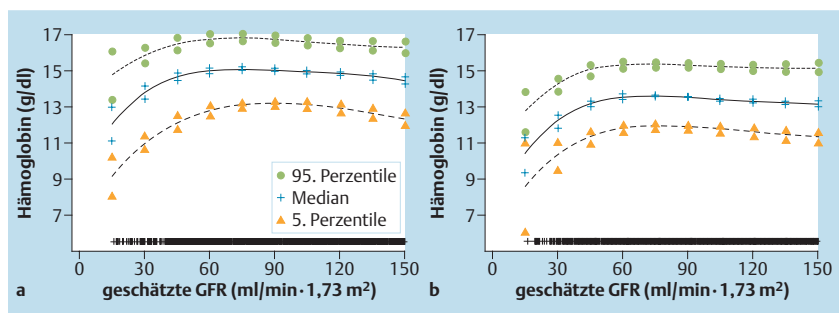 Hämoglobin (g/dl)
17
15
13
11
9
7
95. Perzentile
Median
5. Perzentile
0 30 60 90 120 150
a geschätzte GFR (ml/min·1,73 m²)
Hämoglobin (g/dl)
17
15
13
11
9
7
0 30 60 90 120 150
b geschätzte GFR (ml/min·1,73 m²)